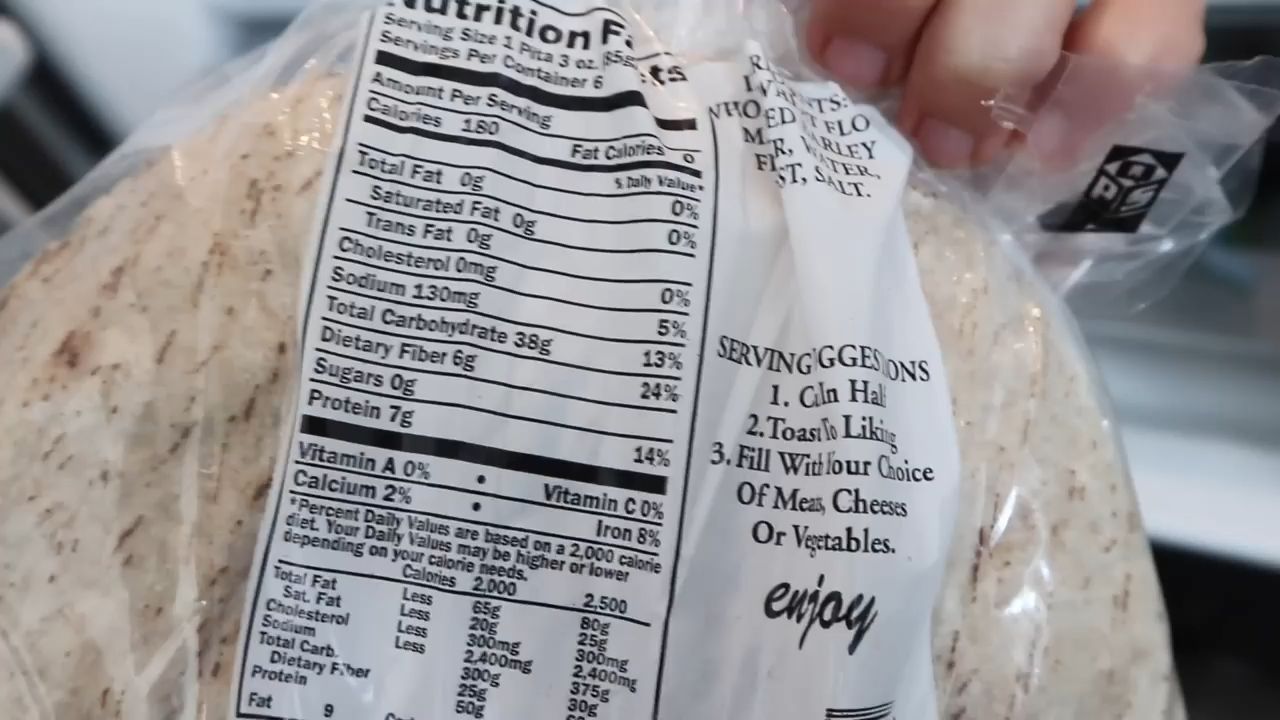 Nutrition Facts
Serving Size 1 Pita 3 oz. (85g
Servings Per Container 6
Amount Per Serving
Calories 180 Fat Calories 0
% Daily Value*
Total Fat 0g 0%
Saturated Fat 0g 0%
Trans Fat 0g
Cholesterol 0mg 0%
Sodium 130mg 5%
Total Carbohydrate 38g 13%
Dietary Fiber 6g 24%
Sugars 0g
Protein 7g 14%
Vitamin A 0% • Vitamin C 0%
Calcium 2% • Iron 8%
*Percent Daily Values are based on a 2,000 calorie
diet. Your Daily Values may be higher or lower
depending on your calorie needs.
Calories 2,000 2,500
Total Fat Less 65g 80g
Sat. Fat Less 20g 25g
Cholesterol Less 300mg 300mg
Sodium Less 2,400mg 2,400mg
Total Carb. 300g 375g
Dietary Fiber 25g 30g
Protein 50g
Fat 9
WATER,
SALT.
SERVING SUGGESTIONS
1. Cut In Half
2. Toast To Liking
3. Fill With Your Choice
Of Meats, Cheeses
Or Vegetables.
enjoy